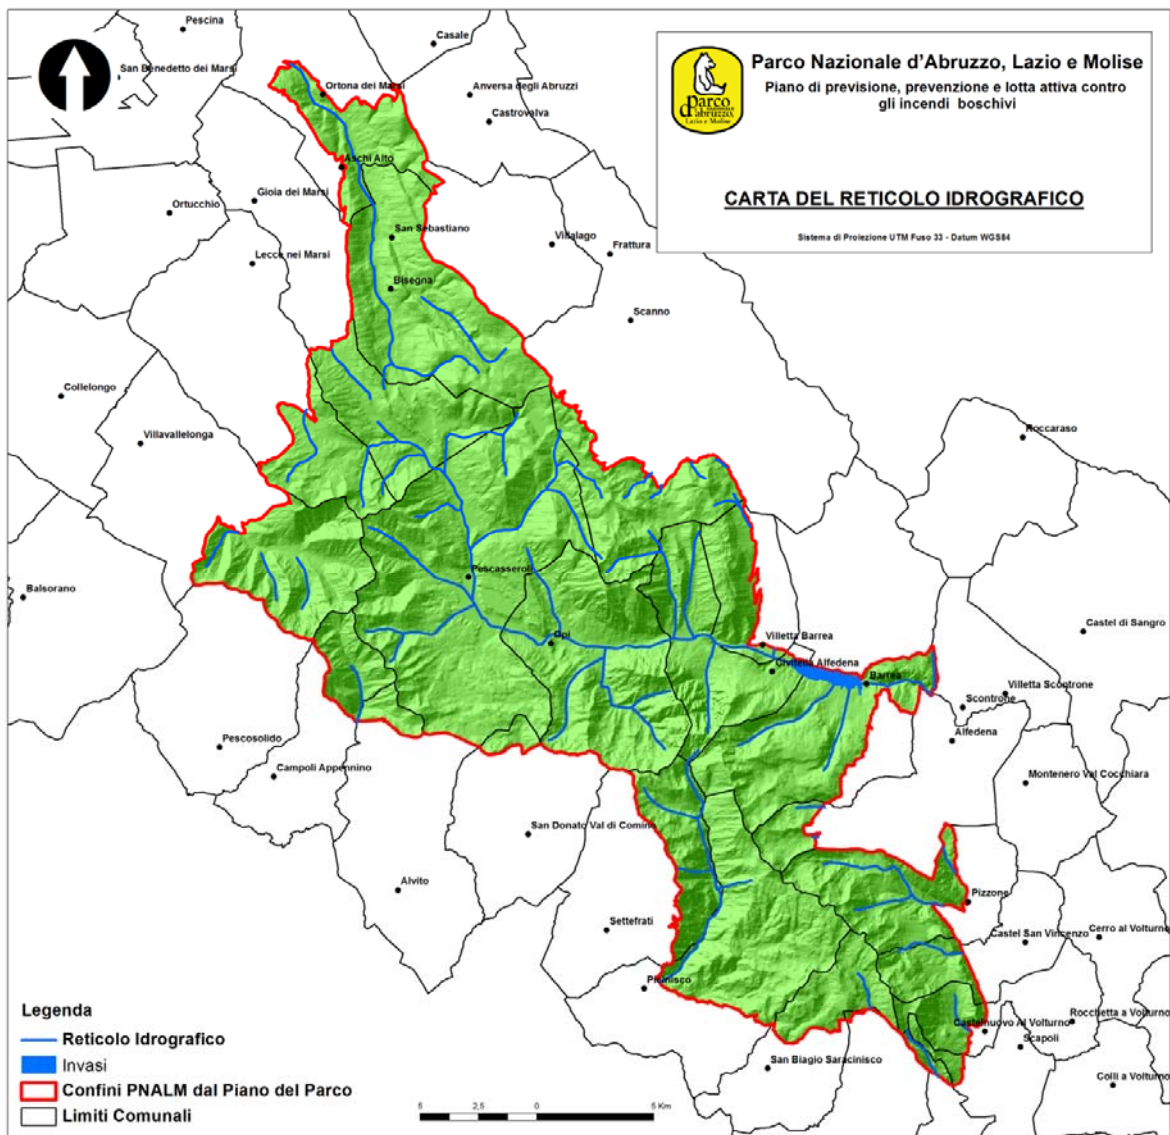 Parco Nazionale d'Abruzzo, Lazio e Molise
Piano di previsione, prevenzione e lotta attiva contro
gli incendi boschivi
Parco
d'abruzzo
Lazio e Molise
CARTA DEL RETICOLO IDROGRAFICO
Sistema di Proiezione UTM Fuso 33 - Datum WGS84
Pescina
Casale
San Benedetto dei Marsi
Ortona dei Marsi
Anversa degli Abruzzi
Castrovalva
Aschi Alto
Gioia dei Marsi
Ortucchio
San Sebastiano
Villalago
Frattura
Lecce nei Marsi
Bisegna
Scanno
Collelongo
Villavallelonga
Roccaraso
Pescasseroli
Balsorano
Opi
Villetta Barrea
Castel di Sangro
Civitella Alfedena
Barrea
Villetta Scontrone
Scontrone
Alfedena
Pescosolido
Campoli Appennino
Montenero Val Cocchiara
San Donato Val di Comino
Alvito
Pizzone
Settefrati
Castel San Vincenzo
Cerro al Volturno
Picinisco
Rocchetta a Volturno
Castelnuovo Al Volturno
Scapoli
San Biagio Saracinisco
Colli a Volturno
Legenda
Reticolo Idrografico
Invasi
Confini PNALM dal Piano del Parco
Limiti Comunali
5 2,5 0 5 Km